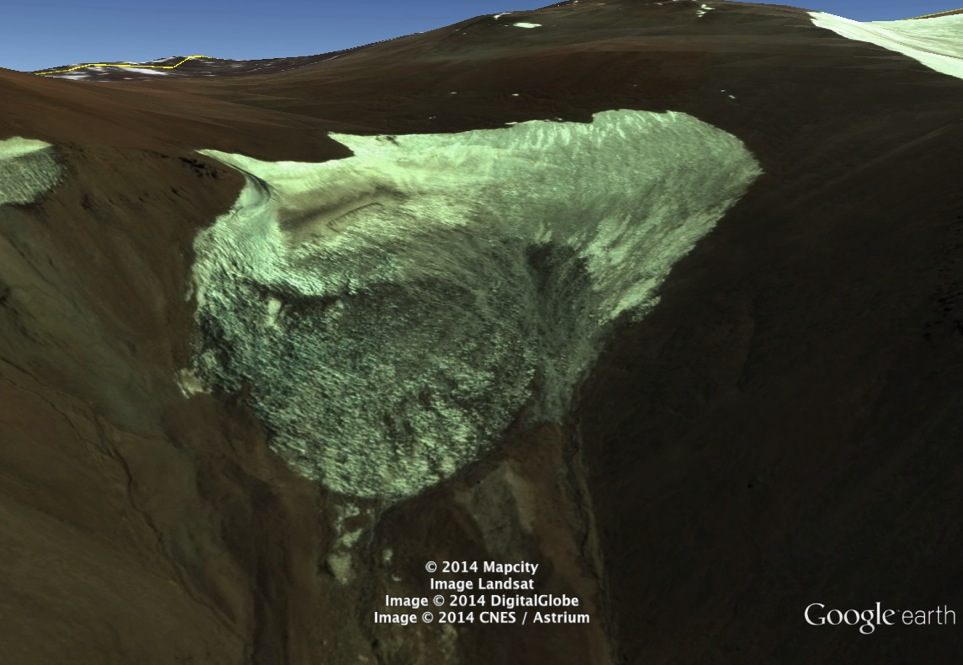 © 2014 Mapcity
Image Landsat
Image © 2014 DigitalGlobe
Image © 2014 CNES / Astrium
Google earth